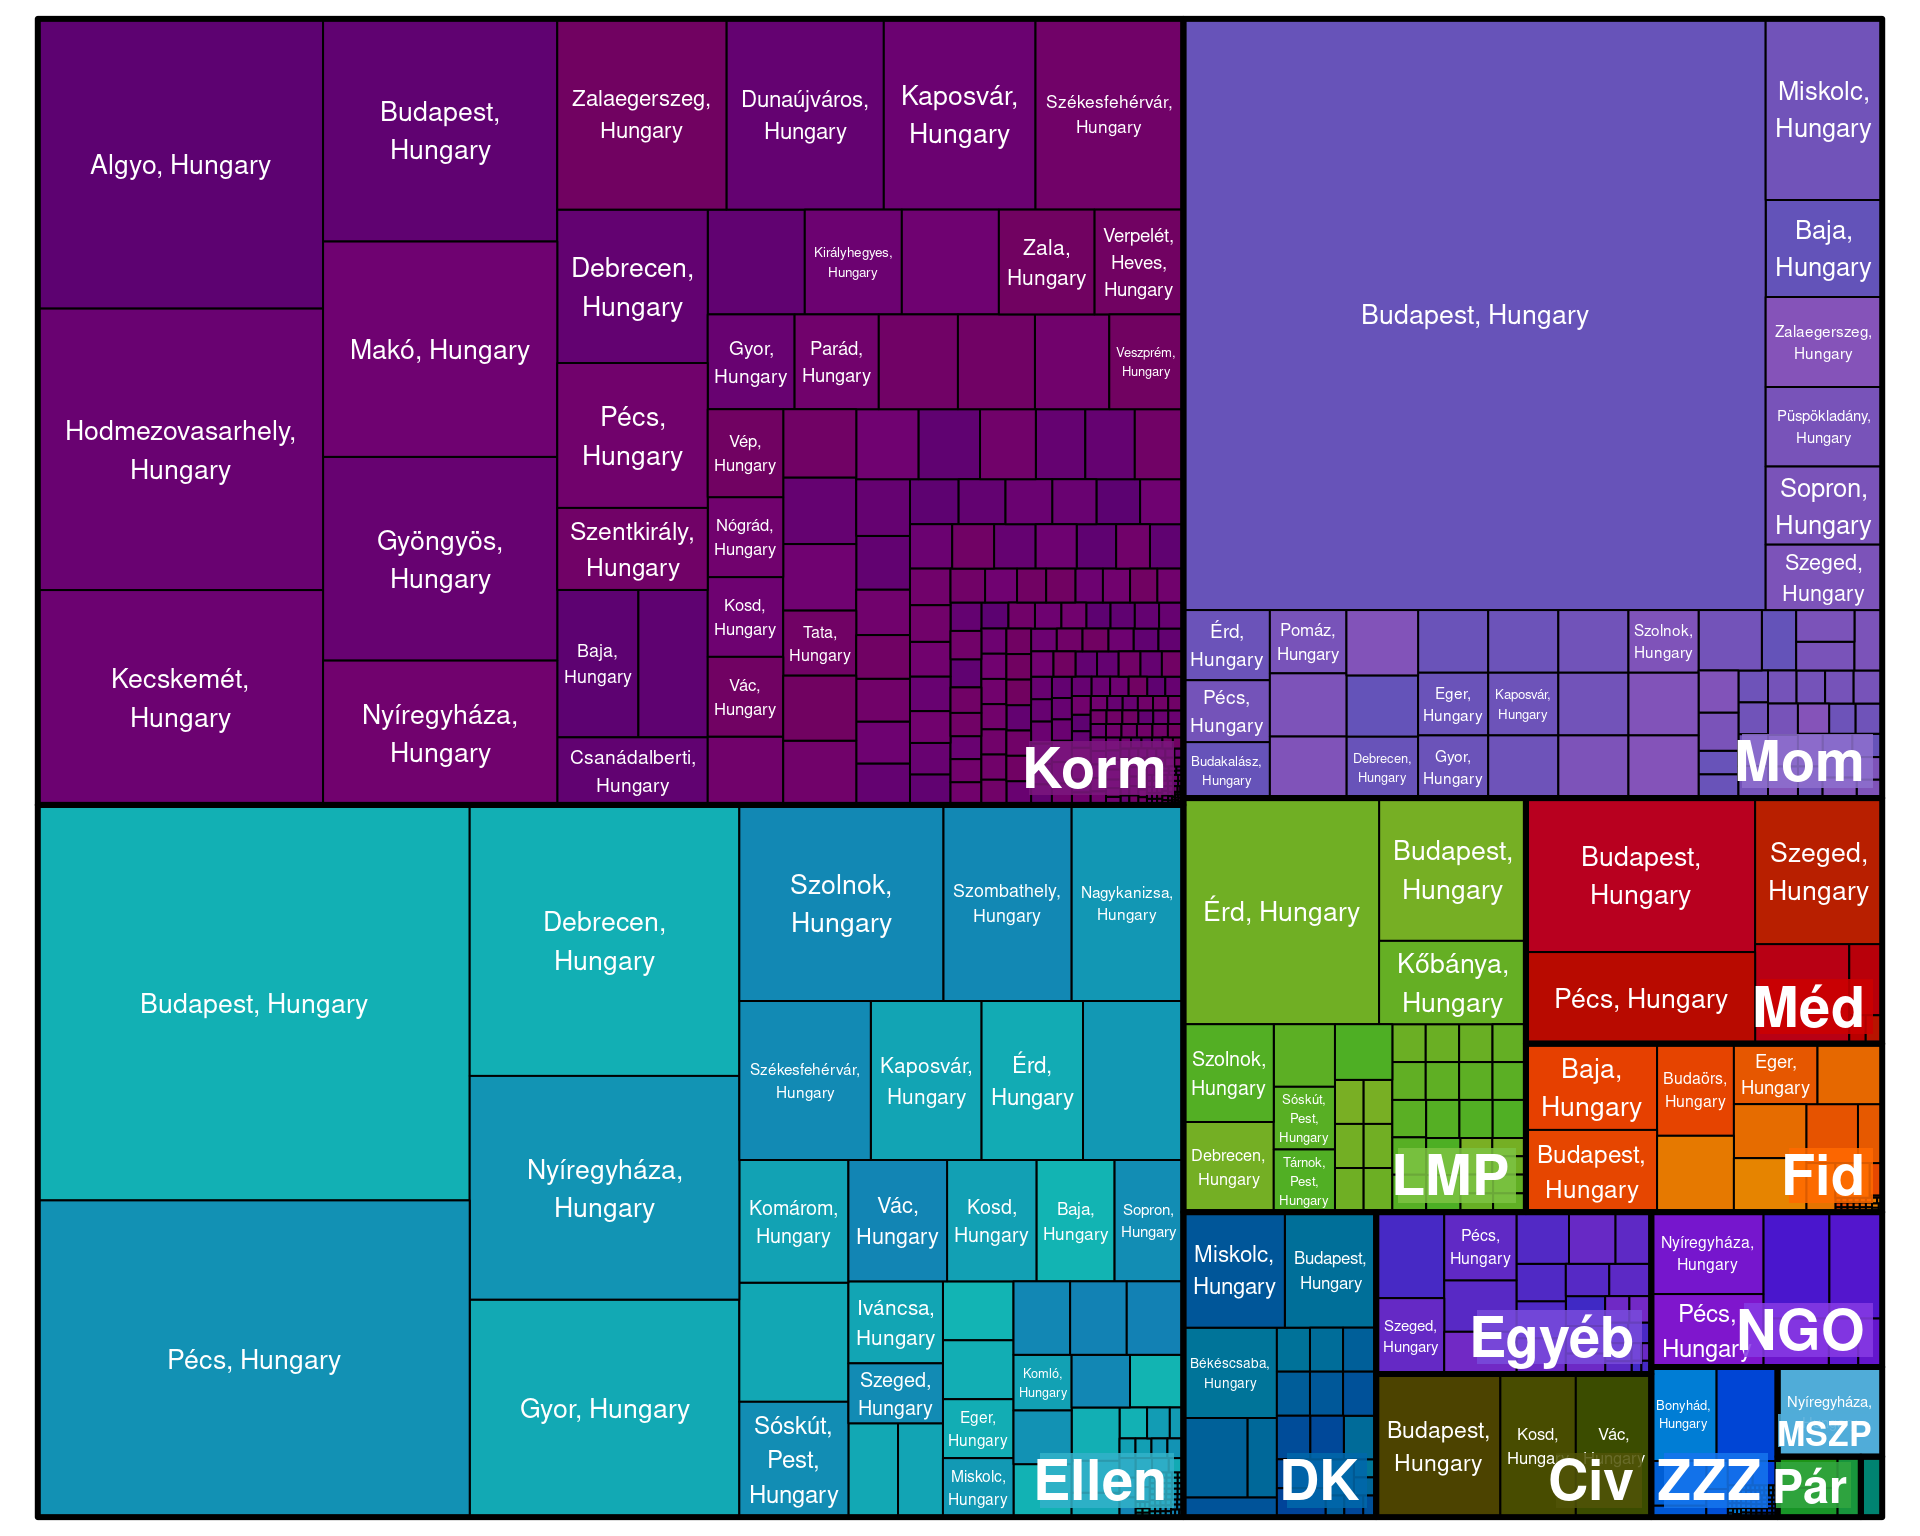 Algyo, Hungary
Budapest,
Hungary
Zalaegerszeg,
Hungary
Dunaújváros,
Hungary
Kaposvár,
Hungary
Székesfehérvár,
Hungary
Hodmezovasarhely,
Hungary
Makó, Hungary
Debrecen,
Hungary
Királyhegyes,
Hungary
Zala,
Hungary
Verpelét,
Heves,
Hungary
Gyor,
Hungary
Parád,
Hungary
Veszprém,
Hungary
Pécs,
Hungary
Vép,
Hungary
Gyöngyös,
Hungary
Szentkirály,
Hungary
Nógrád,
Hungary
Kecskemét,
Hungary
Nyíregyháza,
Hungary
Baja,
Hungary
Kosd,
Hungary
Tata,
Hungary
Vác,
Hungary
Csanádalberti,
Hungary
Korm
Budapest, Hungary
Miskolc,
Hungary
Baja,
Hungary
Zalaegerszeg,
Hungary
Püspökladány,
Hungary
Sopron,
Hungary
Szeged,
Hungary
Érd,
Hungary
Pomáz,
Hungary
Szolnok,
Hungary
Pécs,
Hungary
Eger,
Hungary
Kaposvár,
Hungary
Budakalász,
Hungary
Debrecen,
Hungary
Gyor,
Hungary
Mom
Budapest, Hungary
Debrecen,
Hungary
Szolnok,
Hungary
Szombathely,
Hungary
Nagykanizsa,
Hungary
Székesfehérvár,
Hungary
Kaposvár,
Hungary
Érd,
Hungary
Nyíregyháza,
Hungary
Komárom,
Hungary
Vác,
Hungary
Kosd,
Hungary
Baja,
Hungary
Sopron,
Hungary
Pécs, Hungary
Gyor, Hungary
Iváncsa,
Hungary
Szeged,
Hungary
Komló,
Hungary
Sóskút,
Pest,
Hungary
Eger,
Hungary
Miskolc,
Hungary
Ellen
Érd, Hungary
Budapest,
Hungary
Kőbánya,
Hungary
Szolnok,
Hungary
Sóskút,
Pest,
Hungary
Debrecen,
Hungary
Tárnok,
Pest,
Hungary
LMP
Budapest,
Hungary
Szeged,
Hungary
Pécs, Hungary
Méd
Baja,
Hungary
Budaörs,
Hungary
Eger,
Hungary
Budapest,
Hungary
Fid
Miskolc,
Hungary
Budapest,
Hungary
Békéscsaba,
Hungary
DK
Pécs,
Hungary
Szeged,
Hungary
Egyéb
Nyíregyháza,
Hungary
Pécs,
Hungary
NGO
Budapest,
Hungary
Kosd,
Hungary
Vác,
Hungary
Civ
Bonyhád,
Hungary
ZZZ
Nyíregyháza,
MSZP
Pár